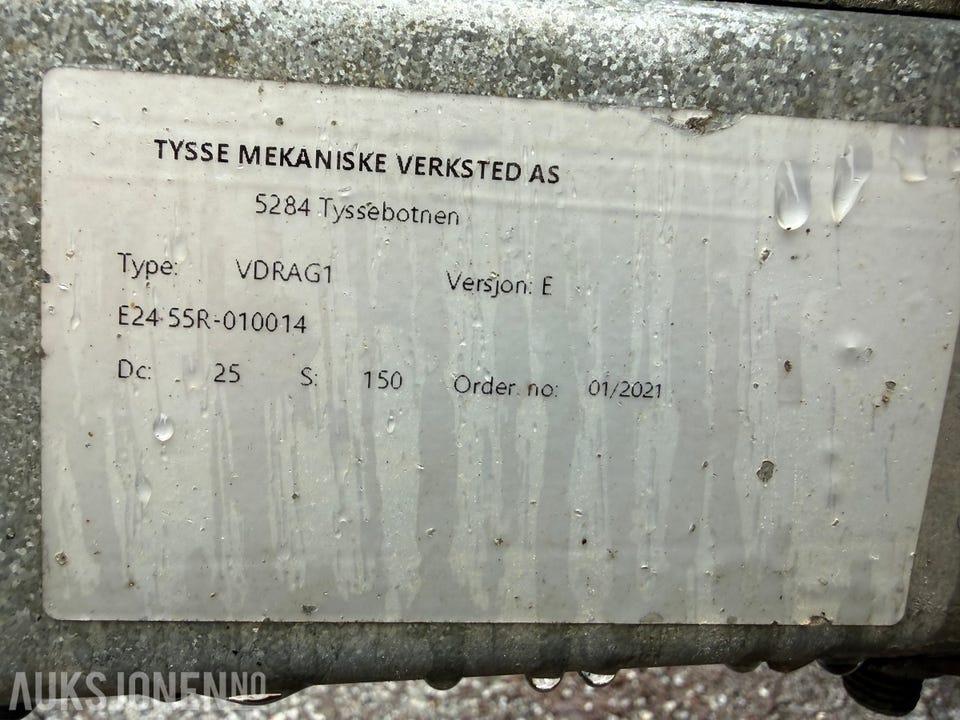 TYSSE MEKANISKE VERKSTED AS
5284 Tyssebotnen
Type: VDRAG1 Versjon: E
E24 55R-010014
Dc: 25 S: 150 Order no: 01/2021
AUKSJONEN.NO